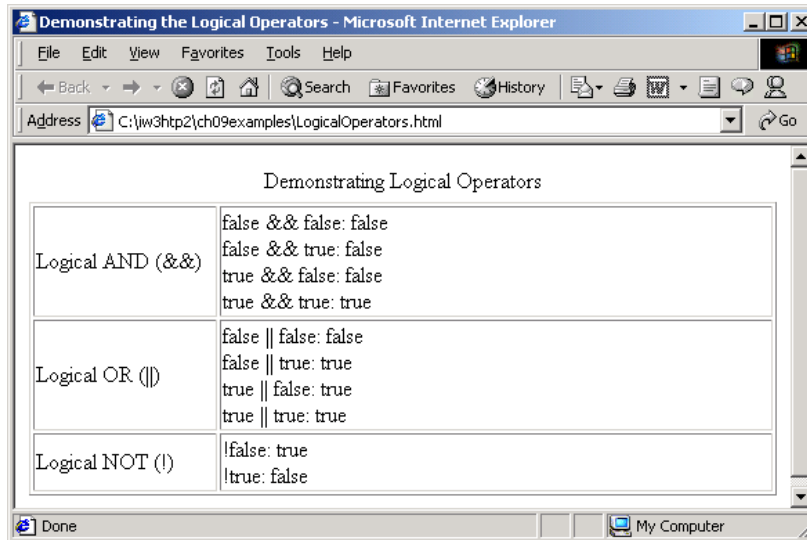 Demonstrating the Logical Operators - Microsoft Internet Explorer
File Edit View Favorites Tools Help
Back Search Favorites History
Address C:\iw3htp2\ch09examples\LogicalOperators.html Go
Demonstrating Logical Operators
Logical AND (&&)
false && false: false
false && true: false
true && false: false
true && true: true
Logical OR (||)
false || false: false
false || true: true
true || false: true
true || true: true
Logical NOT (!)
!false: true
!true: false
Done My Computer